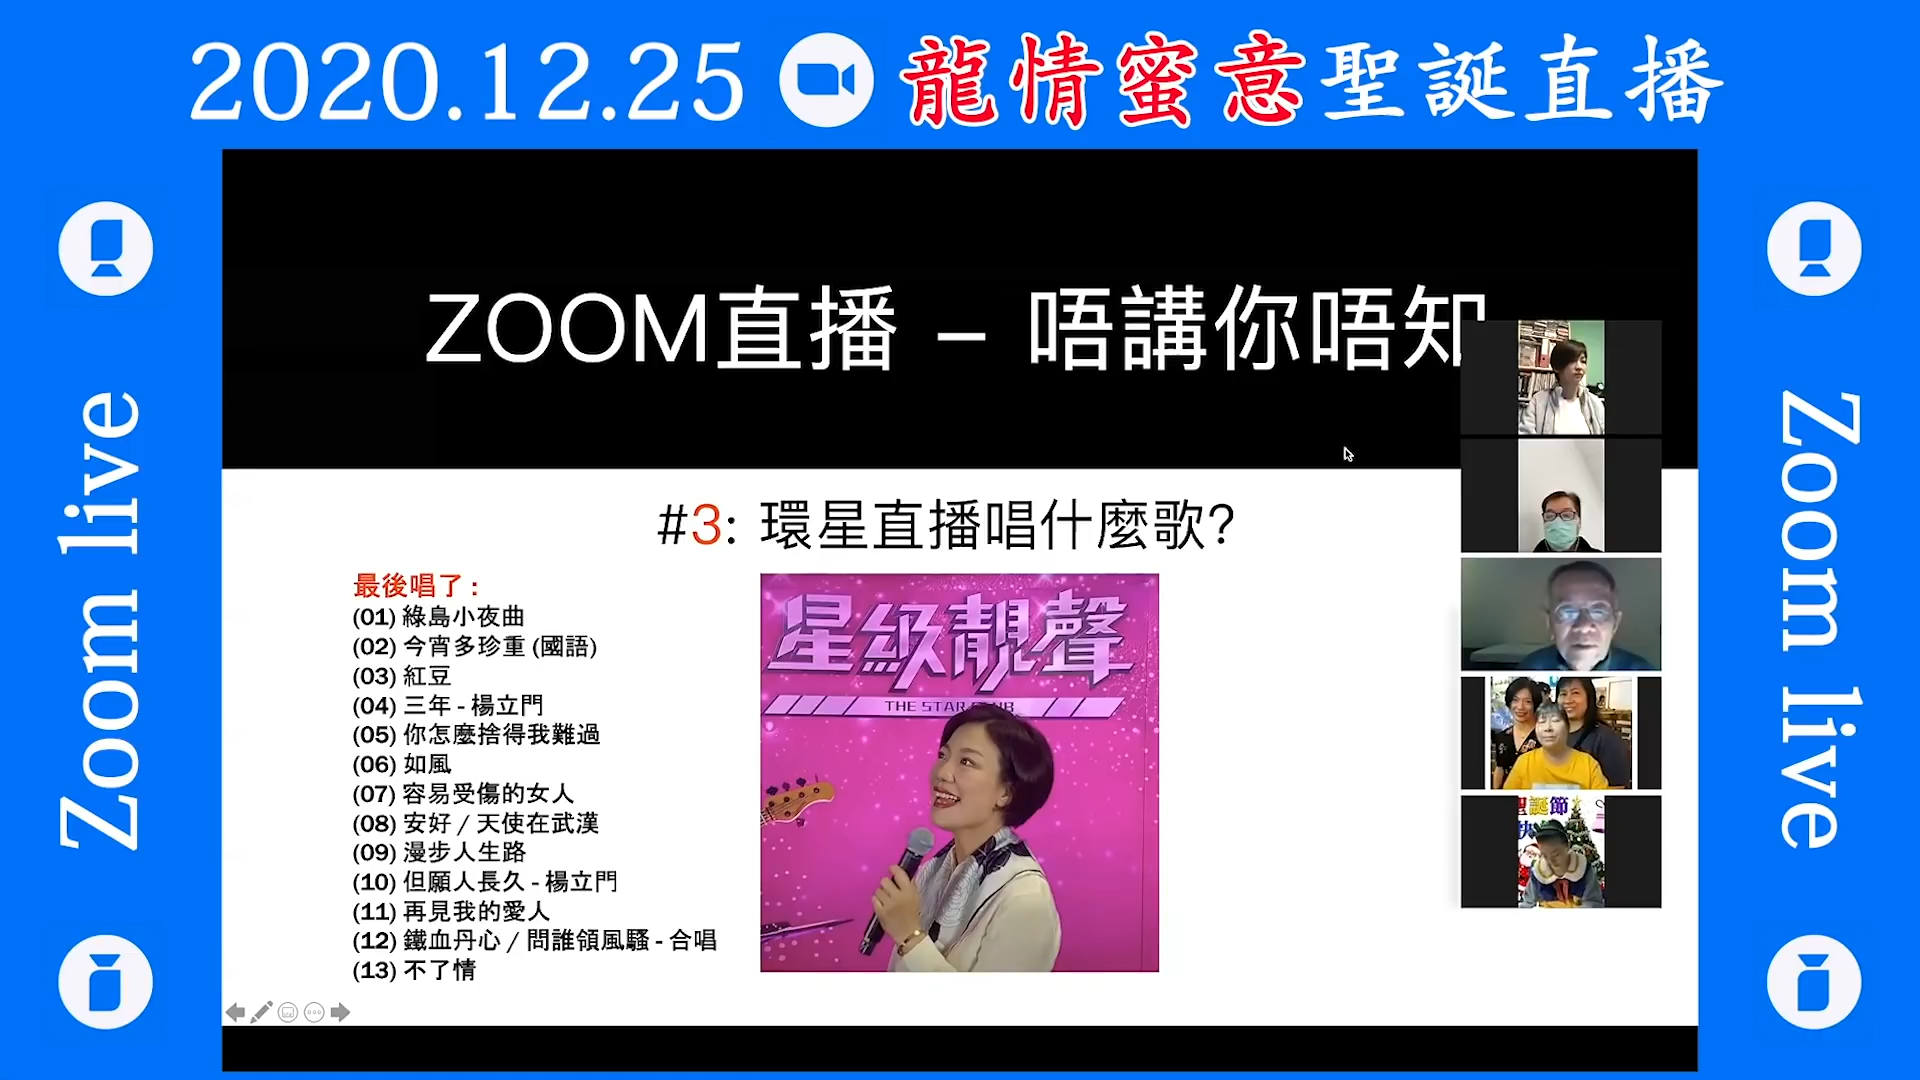 2020.12.25 龍情蜜意聖誕直播
Zoom live
ZOOM直播 – 唔講你唔知
#3: 環星直播唱什麼歌?
最後唱了 :
(01) 綠島小夜曲
(02) 今宵多珍重 (國語)
(03) 紅豆
(04) 三年 - 楊立門
(05) 你怎麼捨得我難過
(06) 如風
(07) 容易受傷的女人
(08) 安好 / 天使在武漢
(09) 漫步人生路
(10) 但願人長久 - 楊立門
(11) 再見我的愛人
(12) 鐵血丹心 / 問誰領風騷 - 合唱
(13) 不了情
星級靚聲
THE STAR
聖誕節
Zoom live